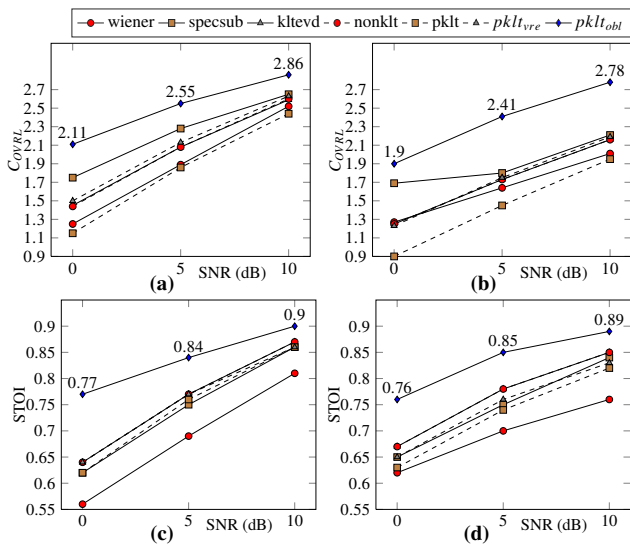 wiener specsub kltevd nonklt pklt pklt_vre pklt_obl
C_OVRL
2.7
2.5
2.3
2.1
1.9
1.7
1.5
1.3
1.1
0.9
2.11
2.55
2.86
0 5 10
SNR (dB)
(a)
C_OVRL
2.7
2.5
2.3
2.1
1.9
1.7
1.5
1.3
1.1
0.9
1.9
2.41
2.78
0 5 10
SNR (dB)
(b)
STOI
0.9
0.85
0.8
0.75
0.7
0.65
0.6
0.55
0.77
0.84
0.9
0 5 10
SNR (dB)
(c)
STOI
0.9
0.85
0.8
0.75
0.7
0.65
0.6
0.55
0.76
0.85
0.89
0 5 10
SNR (dB)
(d)